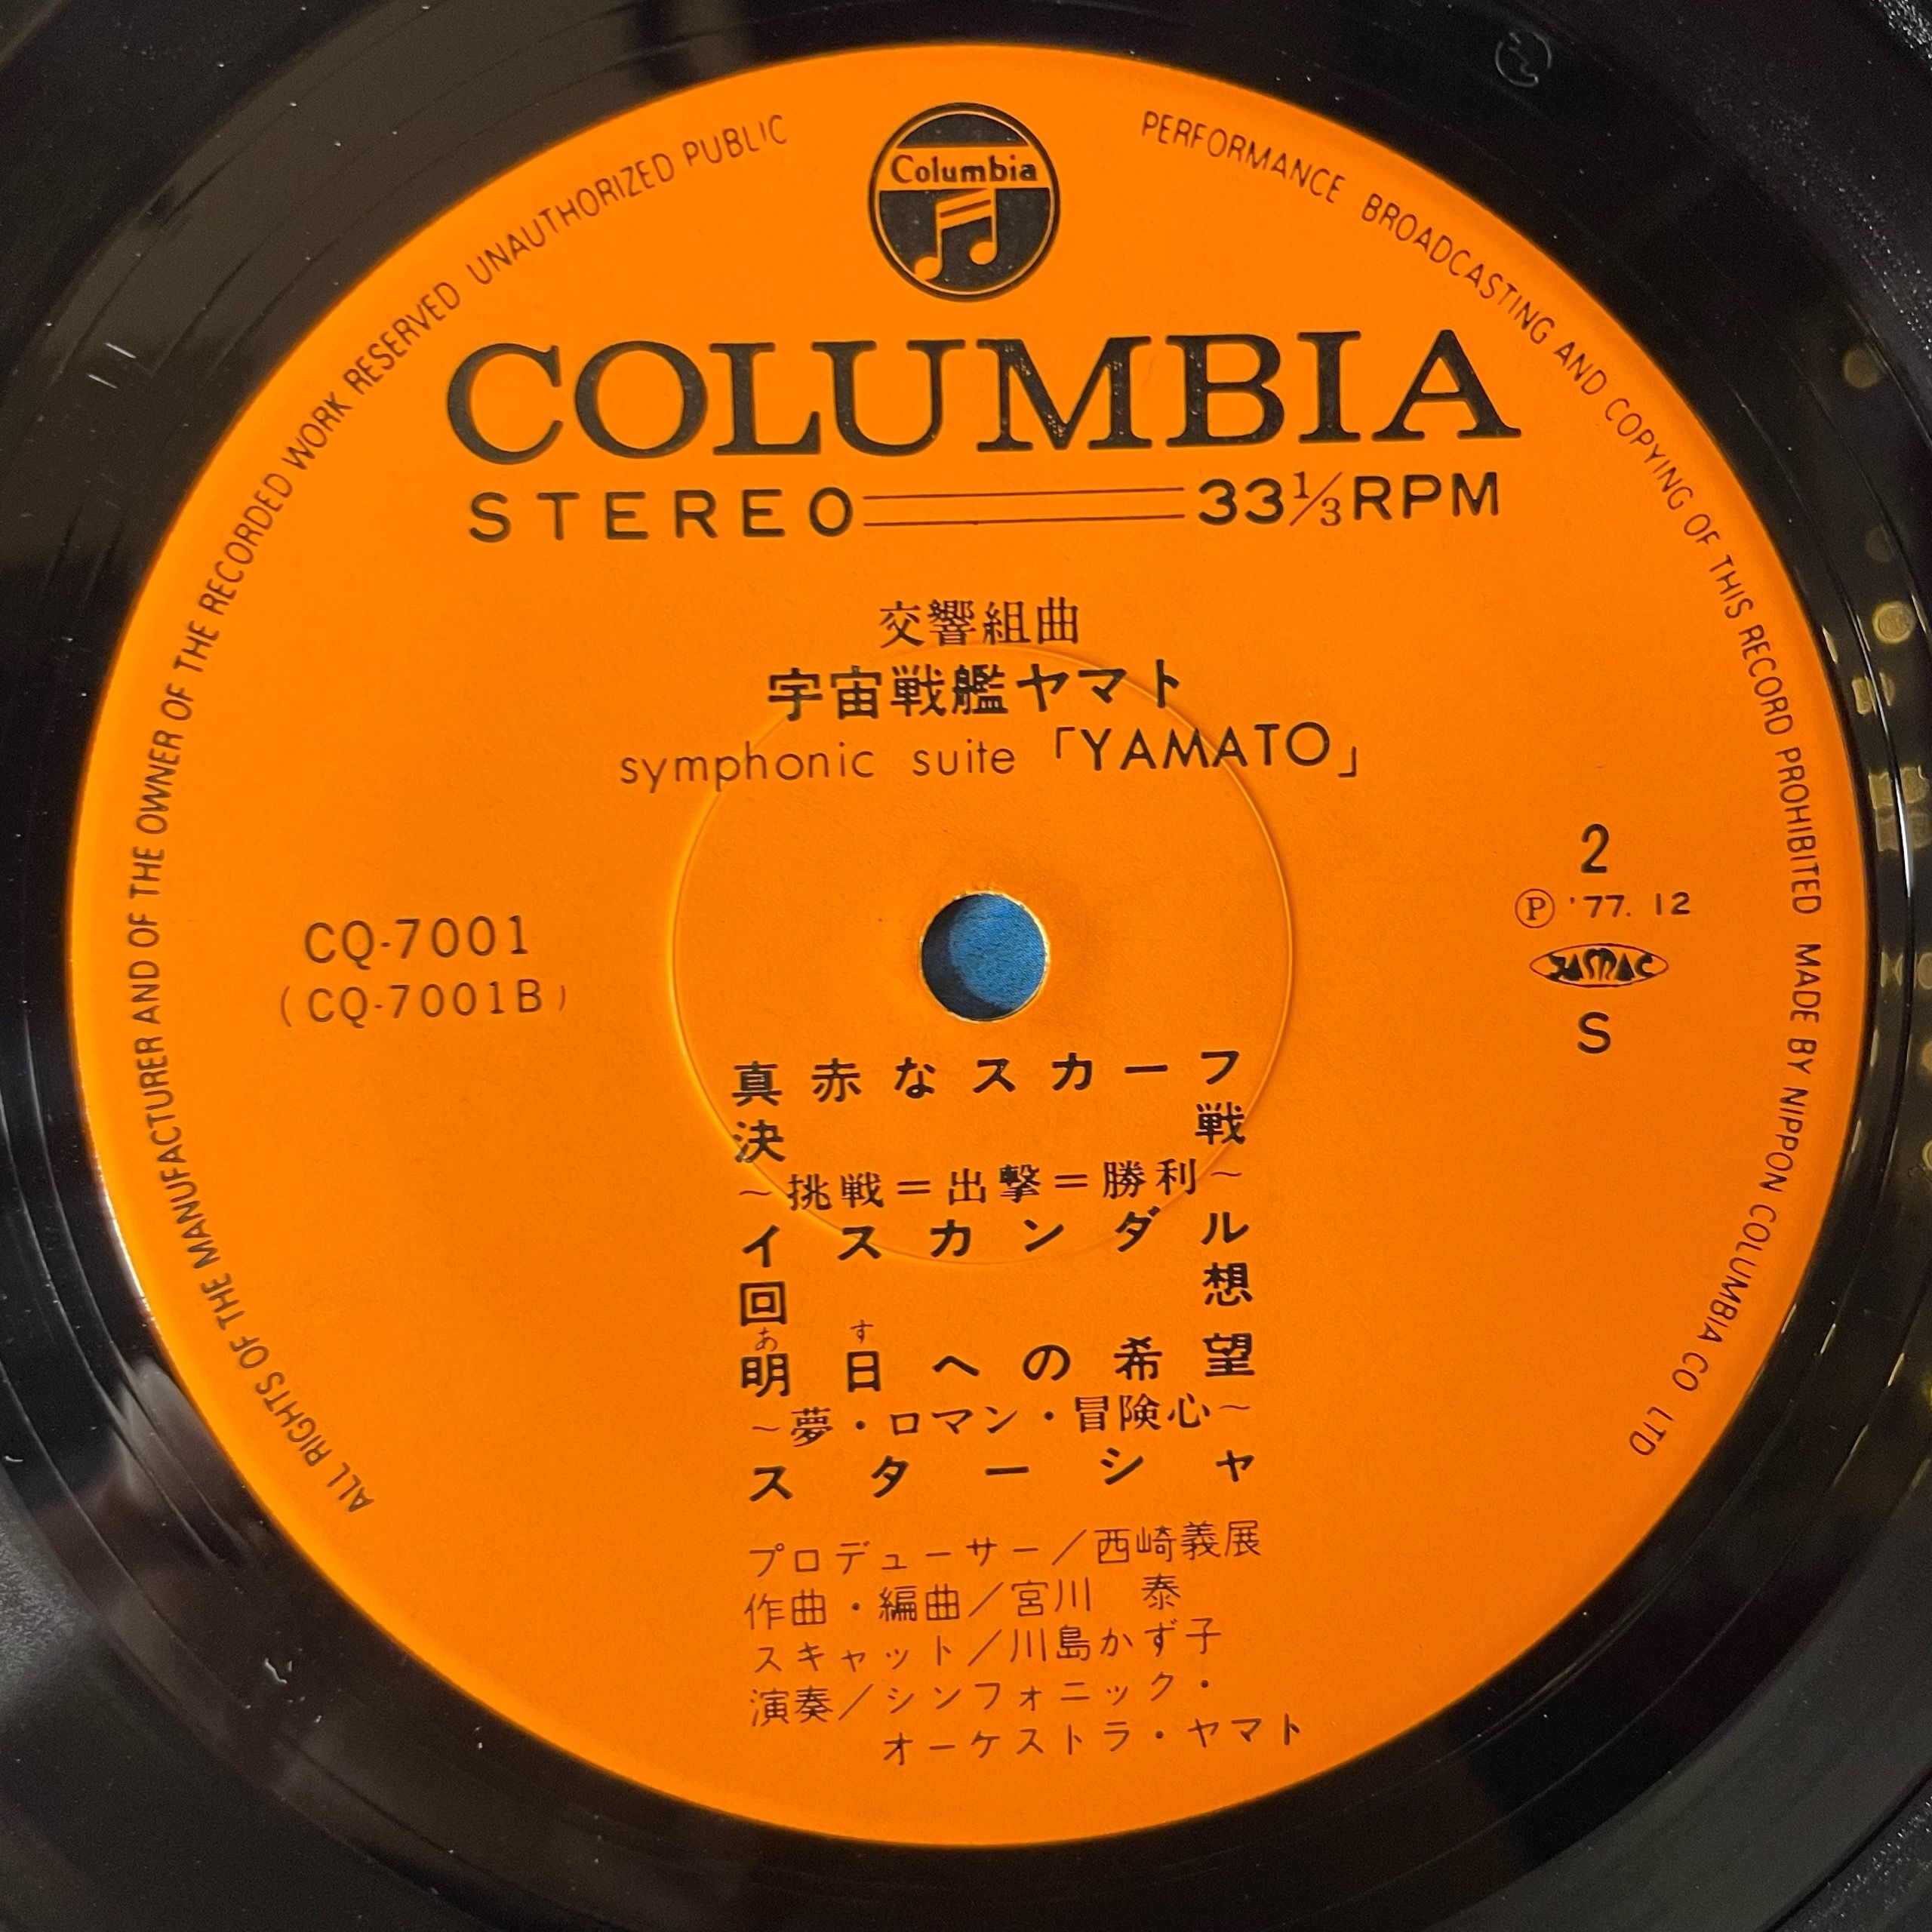 ALL RIGHTS OF THE MANUFACTURER AND OF THE OWNER OF THE RECORDED WORK RESERVED UNAUTHORIZED PUBLIC PERFORMANCE BROADCASTING AND COPYING OF THIS RECORD PROHIBITED MADE BY NIPPON COLUMBIA CO LTD
Columbia
COLUMBIA
STEREO 33⅓RPM
交響組曲
宇宙戦艦ヤマト
symphonic suite「YAMATO」
2
Ⓟ '77. 12
CQ-7001
JASRAC
(CQ-7001B)
S
真赤なスカーフ
決戦
~挑戦=出撃=勝利~
イスカンダル
回想
あす
明日への希望
~夢・ロマン・冒険心~
スターシャ
プロデューサー/西崎義展
作曲・編曲/宮川 泰
スキャット/川島かず子
演奏/シンフォニック・
オーケストラ・ヤマト